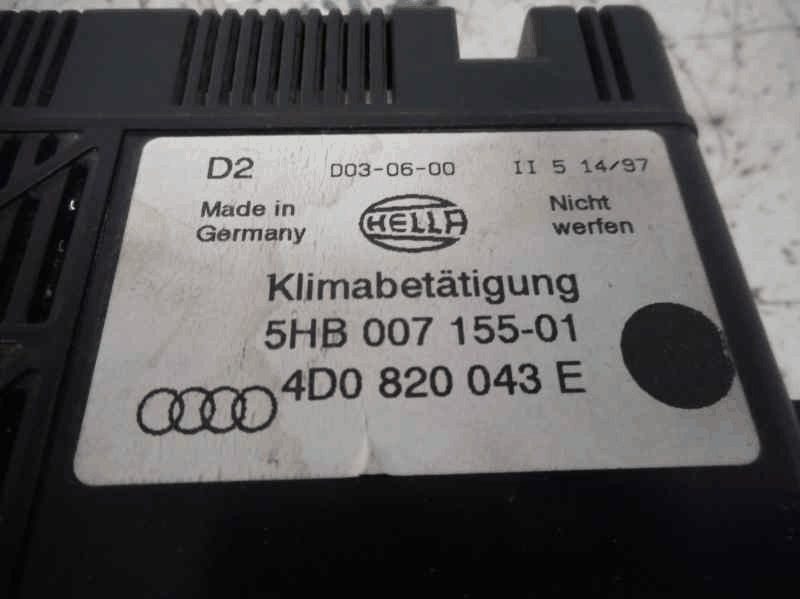 D2 D03-06-00 II 5 14/97
Made in Germany HELLA Nicht werfen
Klimabetätigung
5HB 007 155-01
4D0 820 043 E